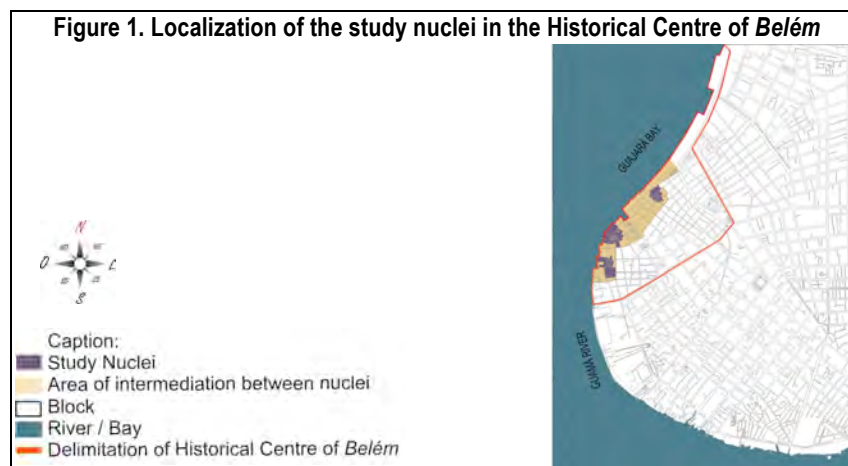 Figure 1. Localization of the study nuclei in the Historical Centre of Belém
GUAJARÁ BAY
N
O
L
S
GUAMA RIVER
Caption:
Study Nuclei
Area of intermediation between nuclei
Block
River / Bay
Delimitation of Historical Centre of Belém